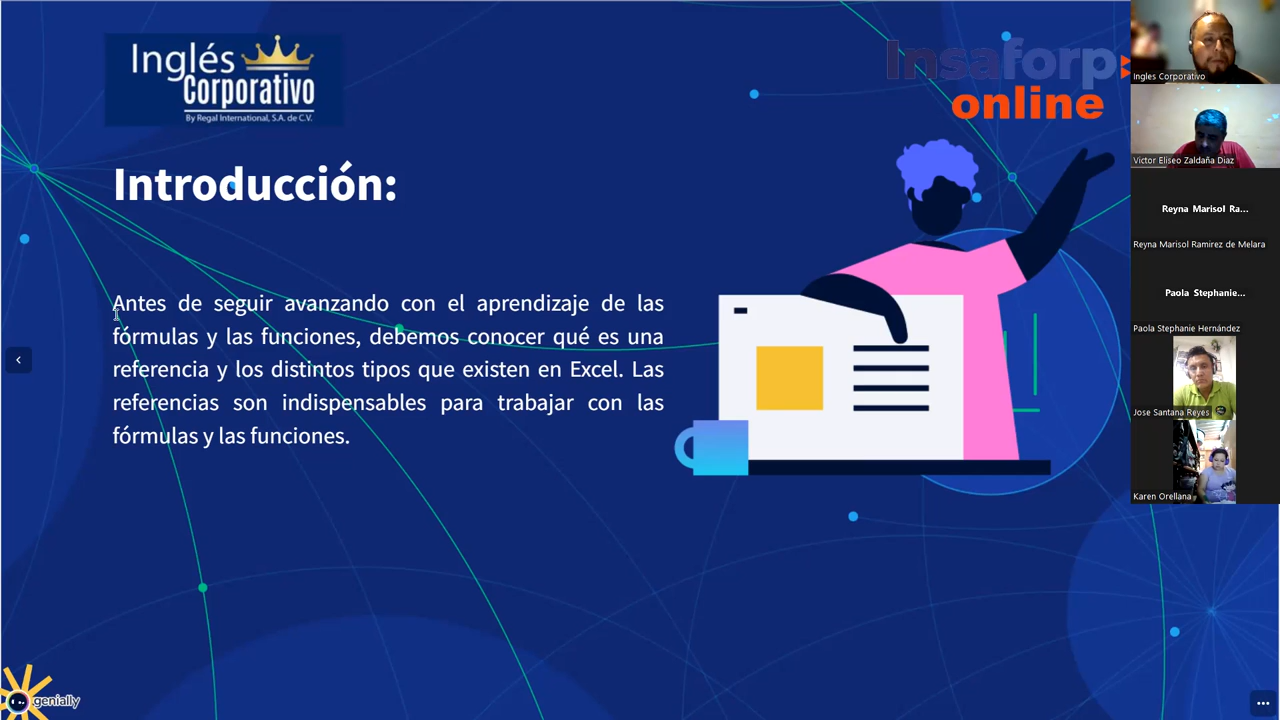 Inglés
Corporativo
By Regal International, S.A. de C.V.
Insaforp
online
Introducción:
Antes de seguir avanzando con el aprendizaje de las
fórmulas y las funciones, debemos conocer qué es una
referencia y los distintos tipos que existen en Excel. Las
referencias son indispensables para trabajar con las
fórmulas y las funciones.
Ingles Corporativo
Victor Eliseo Zaldaña Diaz
Reyna Marisol Ra...
Reyna Marisol Ramirez de Melara
Paola Stephanie...
Paola Stephanie Hernández
Jose Santana Reyes
Karen Orellana
genially